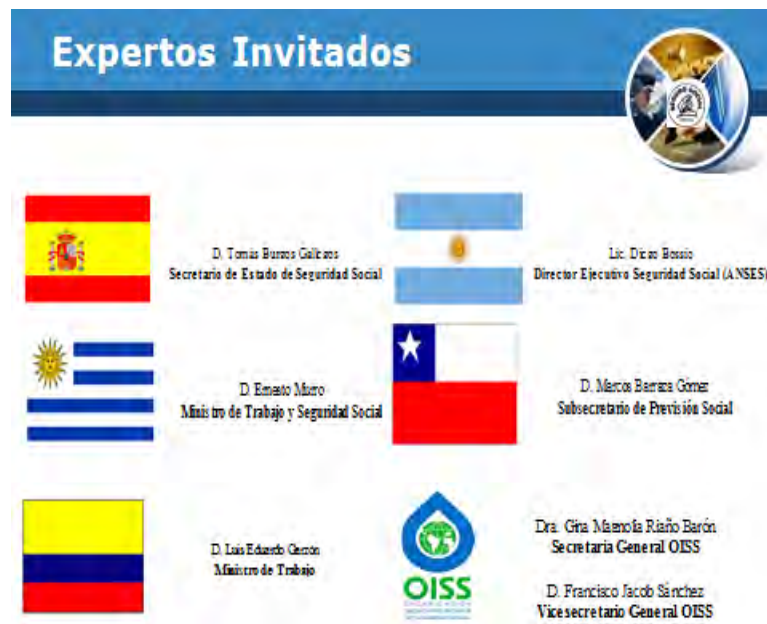 Expertos Invitados
D. Tomás Burgos
Secretario de Estado de Seguridad Social
Lic. Diego Bossio
Director Ejecutivo Seguridad Social (ANSES)
D. Ernesto Murro
Ministro de Trabajo y Seguridad Social
D. Marcos Barraza Gómez
Subsecretario de Previsión Social
D. Luis Eduardo Garzón
Ministro de Trabajo
OISS
Dra. Gina Magnolia Riaño Barón
Secretaria General OISS
D. Francisco Jacob Sánchez
Vicesecretario General OISS